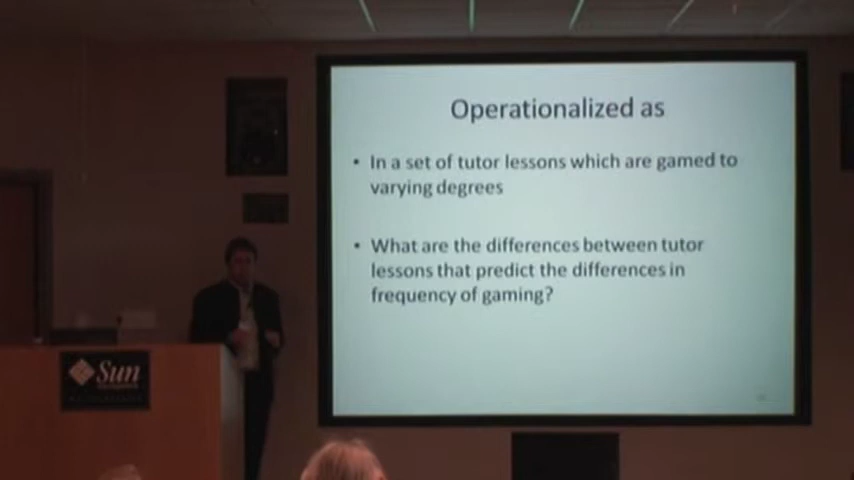 Operationalized as
• In a set of tutor lessons which are gamed to
varying degrees
• What are the differences between tutor
lessons that predict the differences in
frequency of gaming?
Sun